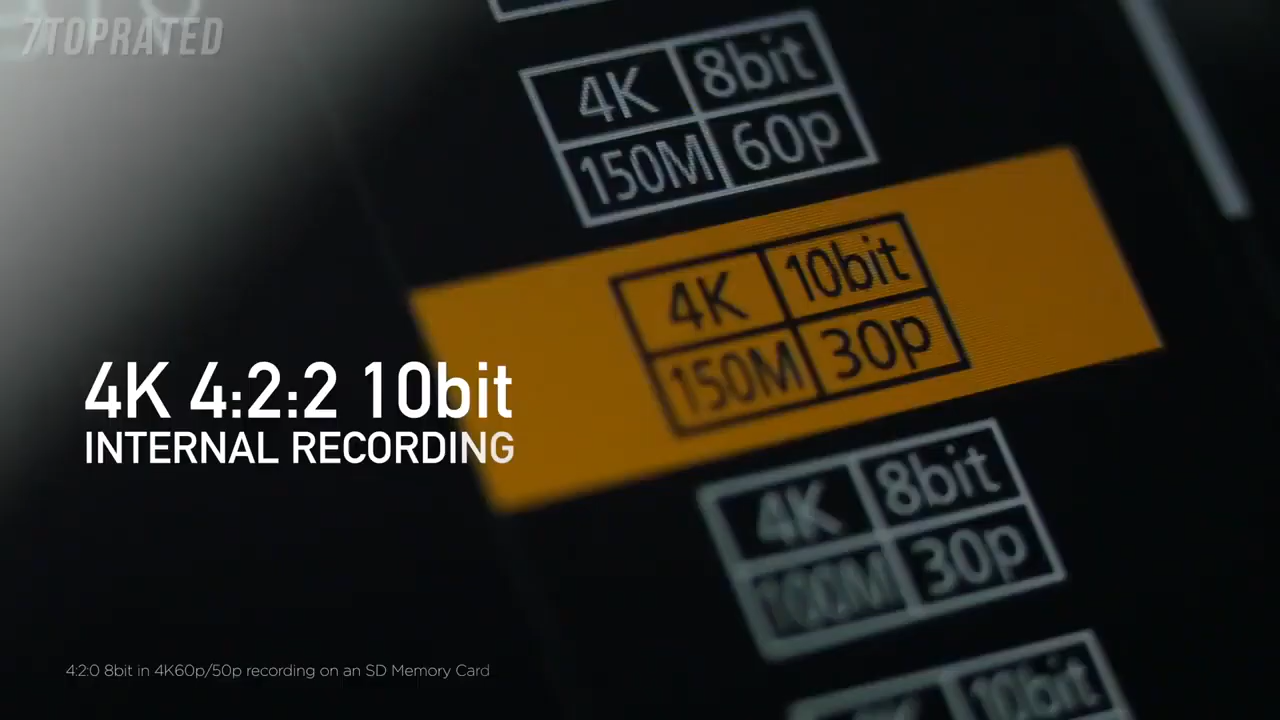 7TOPRATED
4K 8bit
150M 60p
4K 10bit
150M 30p
4K 4:2:2 10bit
INTERNAL RECORDING
4K 8bit
100M 30p
4:2:0 8bit in 4K60p/50p recording on an SD Memory Card
4K 10bit